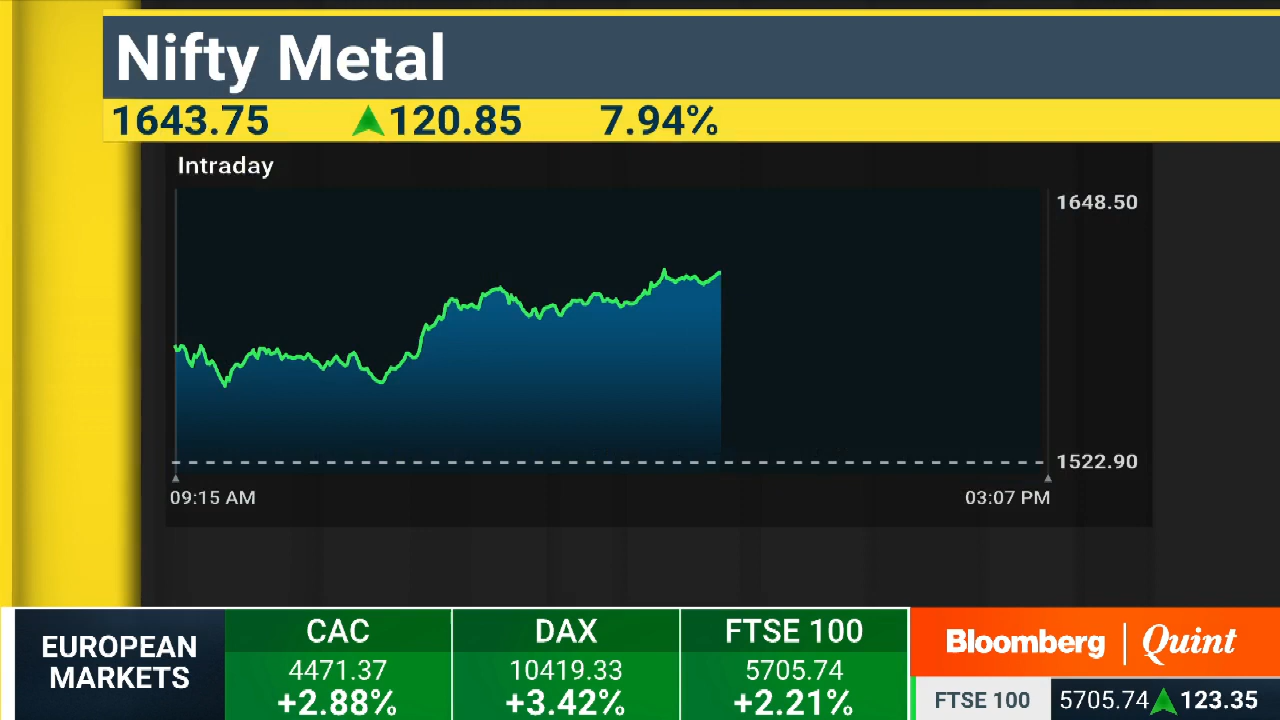 Nifty Metal
1643.75 ▲120.85 7.94%
Intraday
1648.50
1522.90
09:15 AM 03:07 PM
EUROPEAN
MARKETS
CAC
4471.37
+2.88%
DAX
10419.33
+3.42%
FTSE 100
5705.74
+2.21%
Bloomberg | Quint
FTSE 100 5705.74 ▲123.35